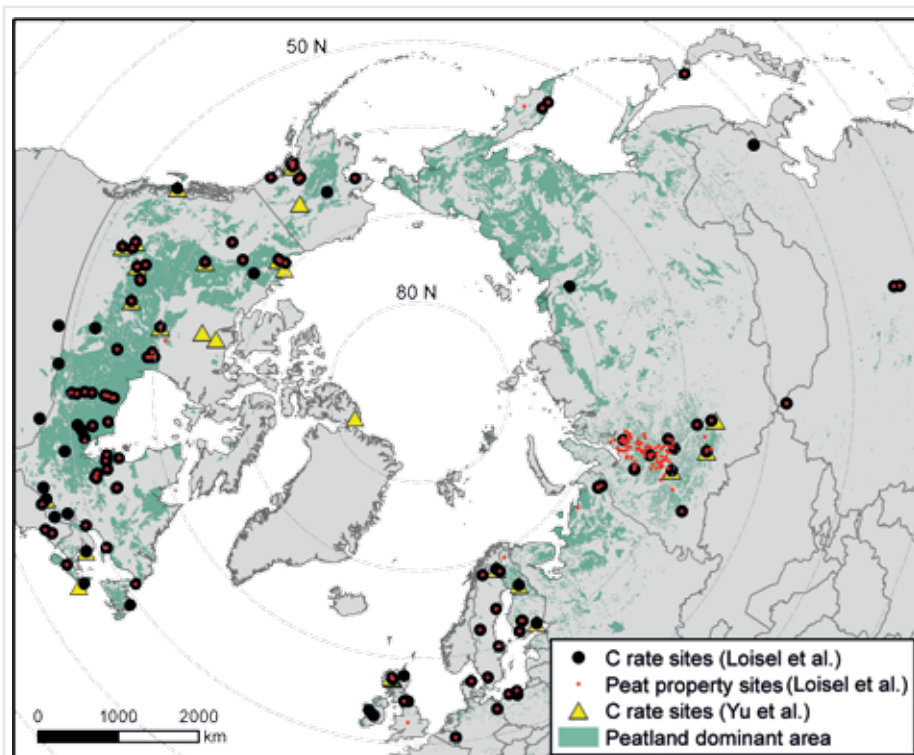 50 N
80 N
C rate sites (Loisel et al.)
Peat property sites (Loisel et al.)
C rate sites (Yu et al.)
Peatland dominant area
0 1000 2000
km